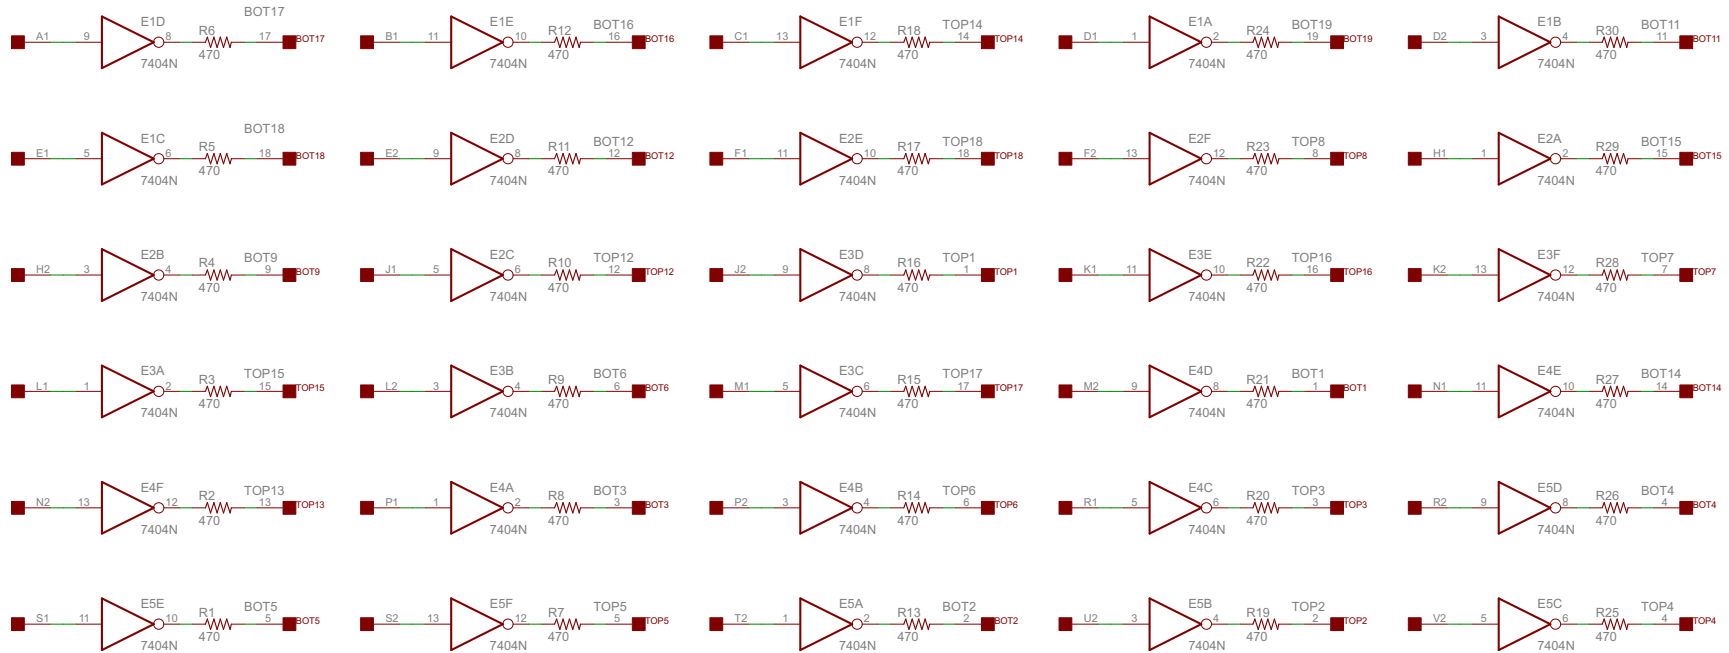 A1 9 E1D 7404N 8 R6 470 BOT17 17 BOT17
B1 11 E1E 7404N 10 R12 470 BOT16 16 BOT16
C1 13 E1F 7404N 12 R18 470 TOP14 14 TOP14
D1 1 E1A 7404N 2 R24 470 BOT19 19 BOT19
D2 3 E1B 7404N 4 R30 470 BOT11 11 BOT11
E1 5 E1C 7404N 6 R5 470 BOT18 18 BOT18
E2 9 E2D 7404N 8 R11 470 BOT12 12 BOT12
F1 11 E2E 7404N 10 R17 470 TOP18 18 TOP18
F2 13 E2F 7404N 12 R23 470 TOP8 8 TOP8
H1 1 E2A 7404N 2 R29 470 BOT15 15 BOT15
H2 3 E2B 7404N 4 R4 470 BOT9 9 BOT9
J1 5 E2C 7404N 6 R10 470 TOP12 12 TOP12
J2 9 E3D 7404N 8 R16 470 TOP1 1 TOP1
K1 11 E3E 7404N 10 R22 470 TOP16 16 TOP16
K2 13 E3F 7404N 12 R28 470 TOP7 7 TOP7
L1 1 E3A 7404N 2 R3 470 TOP15 15 TOP15
L2 3 E3B 7404N 4 R9 470 BOT6 6 BOT6
M1 5 E3C 7404N 6 R15 470 TOP17 17 TOP17
M2 9 E4D 7404N 8 R21 470 BOT1 1 BOT1
N1 11 E4E 7404N 10 R27 470 BOT14 14 BOT14
N2 13 E4F 7404N 12 R2 470 TOP13 13 TOP13
P1 1 E4A 7404N 2 R8 470 BOT3 3 BOT3
P2 3 E4B 7404N 4 R14 470 TOP6 6 TOP6
R1 5 E4C 7404N 6 R20 470 TOP3 3 TOP3
R2 9 E5D 7404N 8 R26 470 BOT4 4 BOT4
S1 11 E5E 7404N 10 R1 470 BOT5 5 BOT5
S2 13 E5F 7404N 12 R7 470 TOP5 5 TOP5
T2 1 E5A 7404N 2 R13 470 BOT2 2 BOT2
U2 3 E5B 7404N 4 R19 470 TOP2 2 TOP2
V2 5 E5C 7404N 6 R25 470 TOP4 4 TOP4